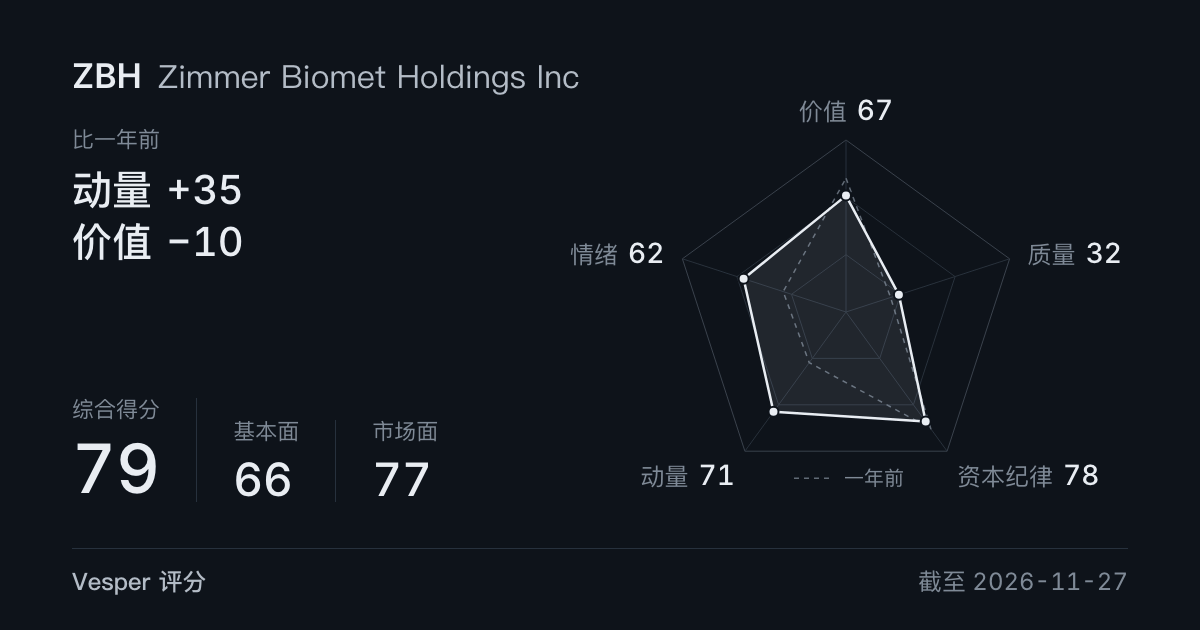 ZBH Zimmer Biomet Holdings Inc
比一年前
动量 +35
价值 −10
价值 67
情绪 62
质量 32
综合得分
79
基本面
66
市场面
77
动量 71
---- 一年前
资本纪律 78
Vesper 评分
截至 2026-11-27